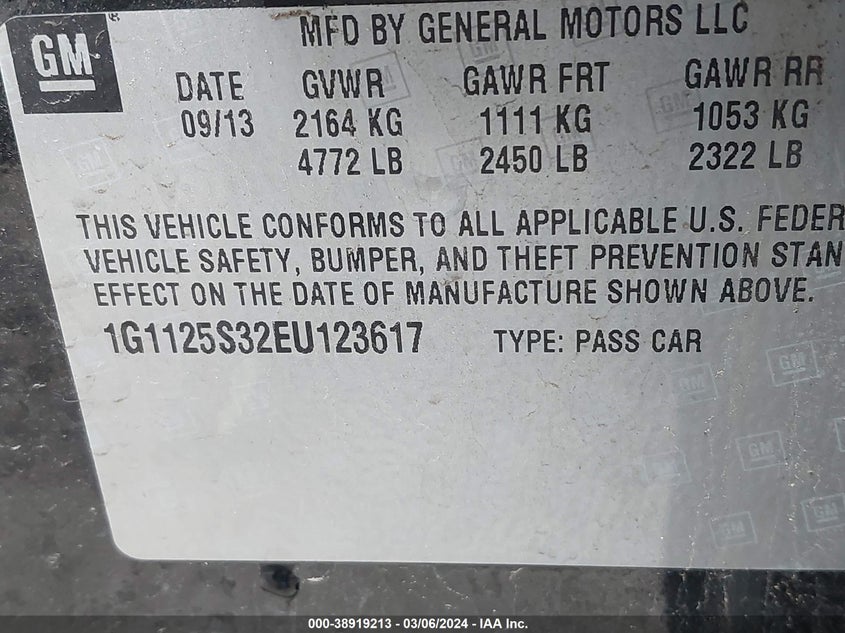 GM
MFD BY GENERAL MOTORS LLC
DATE GVWR GAWR FRT GAWR RR
09/13 2164 KG 1111 KG 1053 KG
4772 LB 2450 LB 2322 LB
THIS VEHICLE CONFORMS TO ALL APPLICABLE U.S. FEDER
VEHICLE SAFETY, BUMPER, AND THEFT PREVENTION STAN
EFFECT ON THE DATE OF MANUFACTURE SHOWN ABOVE.
1G1125S32EU123617 TYPE: PASS CAR
000-38919213 - 03/06/2024 - IAA Inc.